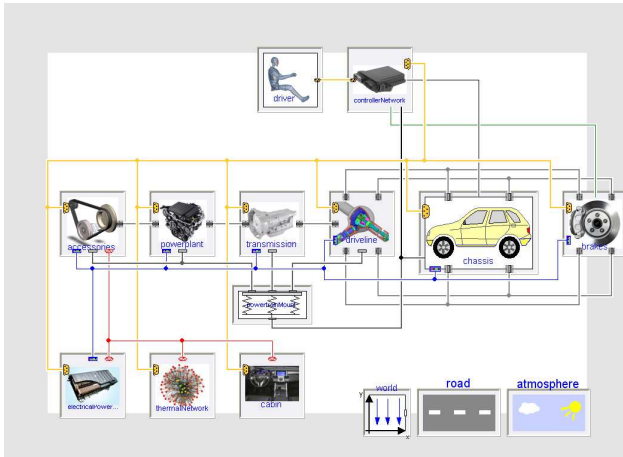 driver
controllerNetwork
accessories
powerplant
transmission
driveline
chassis
brakes
powertrainMount
electricalPower...
thermalNetwork
cabin
world
y
x
road
atmosphere